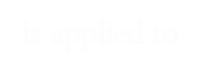 is applied to